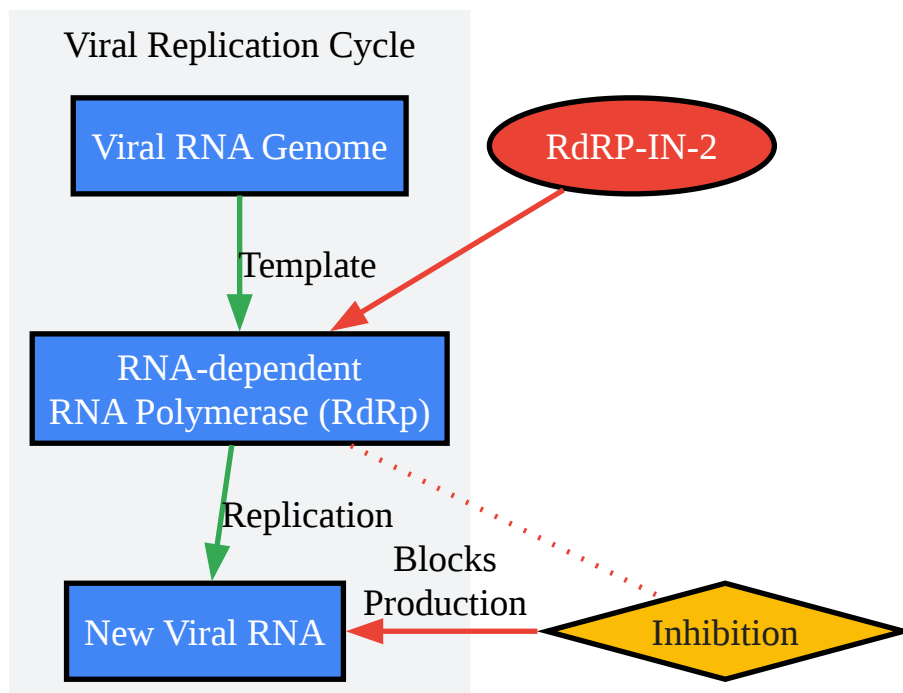 Viral Replication Cycle
Viral RNA Genome
RdRP-IN-2
Template
RNA-dependent
RNA Polymerase (RdRp)
Replication
Blocks
Production
New Viral RNA
Inhibition